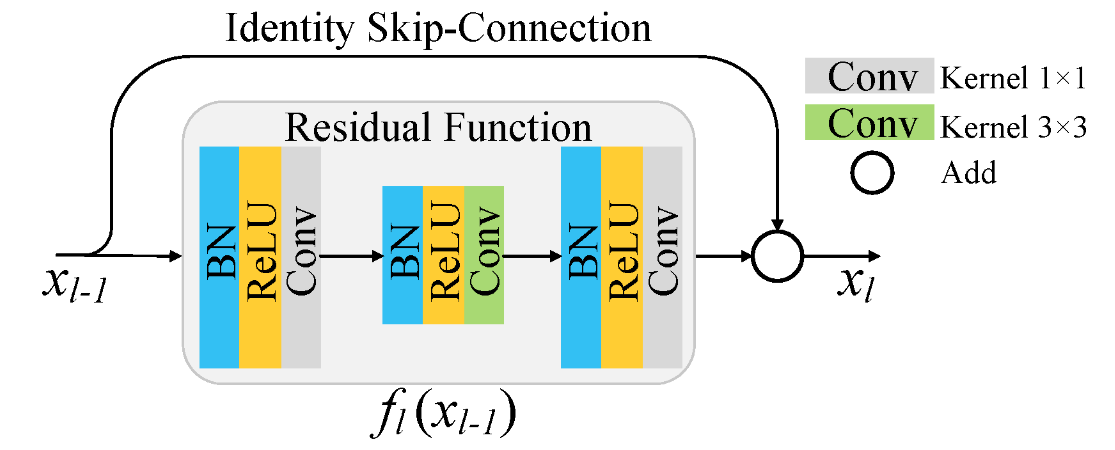 Identity Skip-Connection
Conv Kernel 1×1
Conv Kernel 3×3
Add
Residual Function
BN
ReLU
Conv
BN
ReLU
Conv
BN
ReLU
Conv
x_{l-1}
x_l
f_l(x_{l-1})